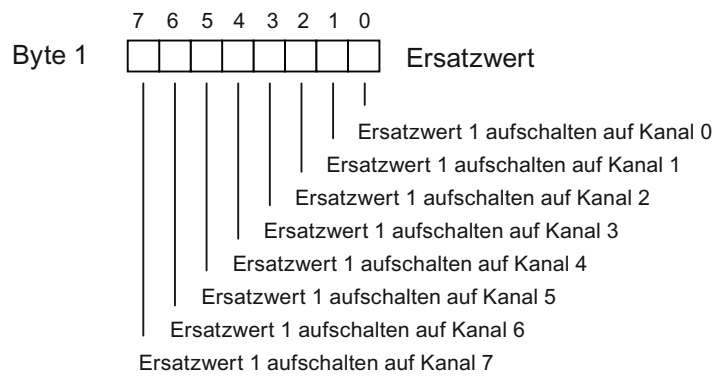 7 6 5 4 3 2 1 0
Byte 1 Ersatzwert
Ersatzwert 1 aufschalten auf Kanal 0
Ersatzwert 1 aufschalten auf Kanal 1
Ersatzwert 1 aufschalten auf Kanal 2
Ersatzwert 1 aufschalten auf Kanal 3
Ersatzwert 1 aufschalten auf Kanal 4
Ersatzwert 1 aufschalten auf Kanal 5
Ersatzwert 1 aufschalten auf Kanal 6
Ersatzwert 1 aufschalten auf Kanal 7